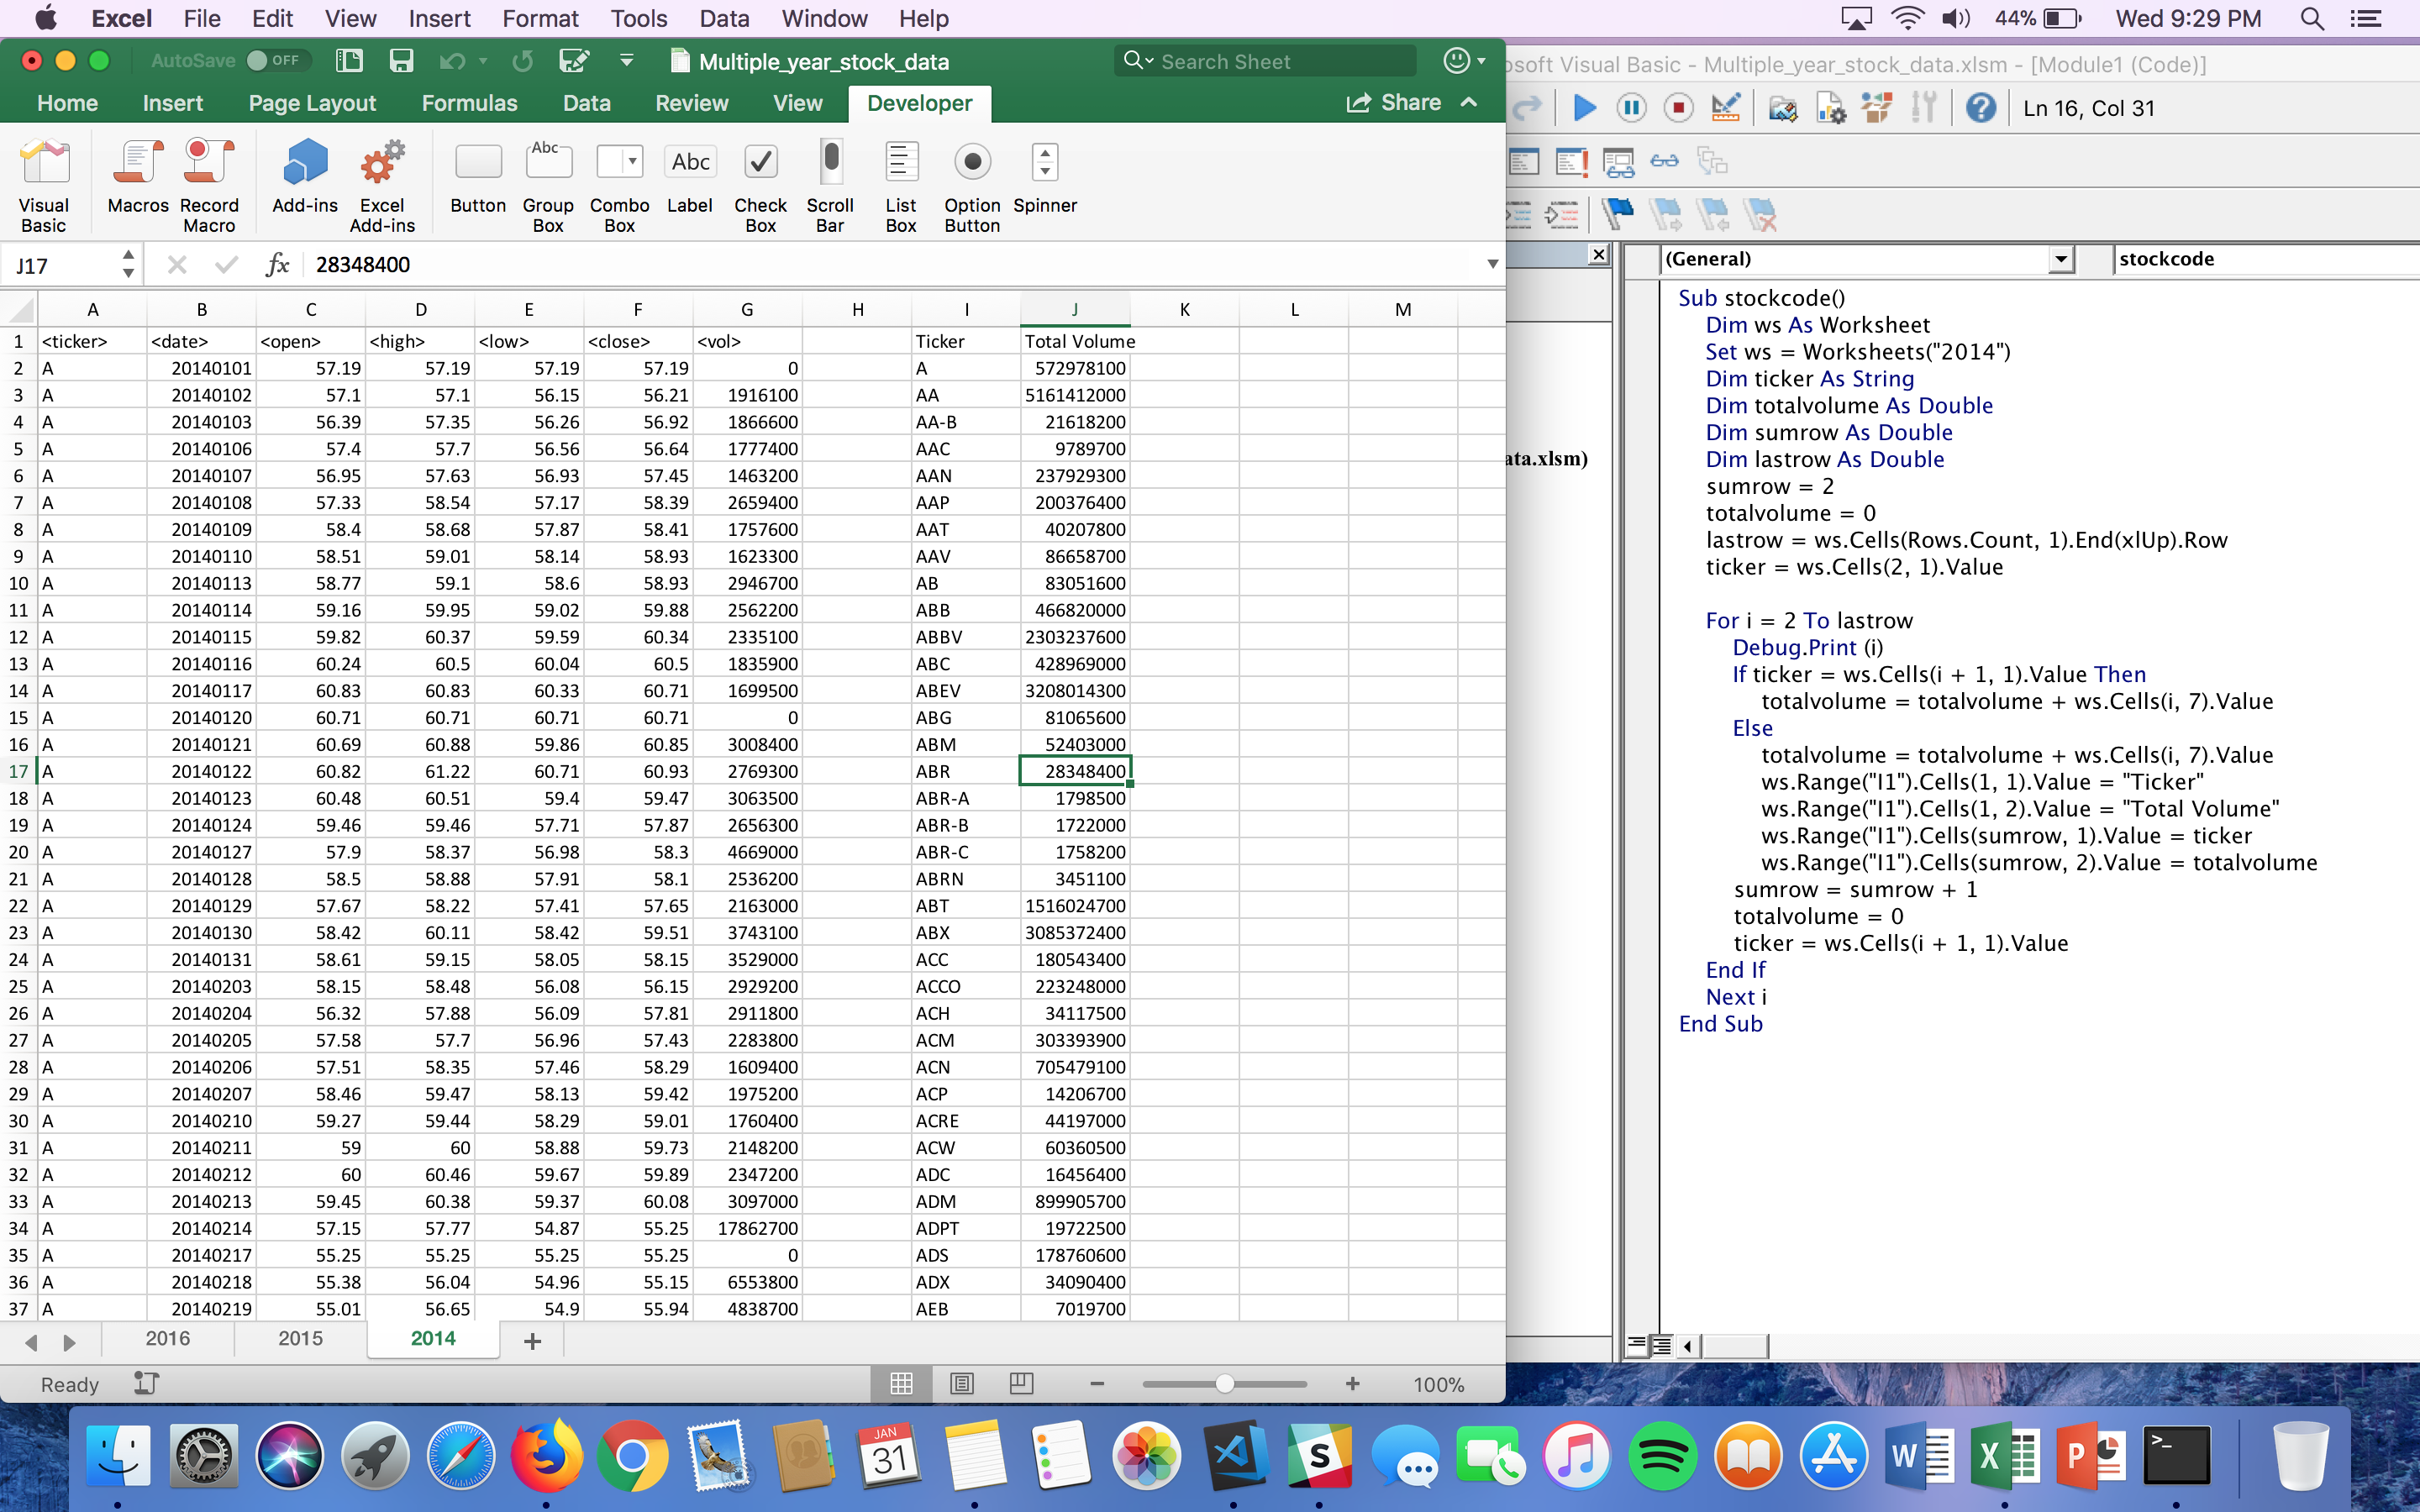 Excel File Edit View Insert Format Tools Data Window Help 44% Wed 9:29 PM
AutoSave OFF Multiple_year_stock_data Search Sheet
osoft Visual Basic - Multiple_year_stock_data.xlsm - [Module1 (Code)]
Home Insert Page Layout Formulas Data Review View Developer Share
Ln 16, Col 31
Abc Abc
Visual Basic Macros Record Macro Add-ins Excel Add-ins Button Group Box Combo Box Label Check Box Scroll Bar List Box Option Button Spinner
J17 fx 28348400
A B C D E F G H I J K L M
1 <ticker> <date> <open> <high> <low> <close> <vol> Ticker Total Volume
2 A 20140101 57.19 57.19 57.19 57.19 0 A 572978100
3 A 20140102 57.1 57.1 56.15 56.21 1916100 AA 5161412000
4 A 20140103 56.39 57.35 56.26 56.92 1866600 AA-B 21618200
5 A 20140106 57.4 57.7 56.56 56.64 1777400 AAC 9789700
6 A 20140107 56.95 57.63 56.93 57.45 1463200 AAN 237929300
7 A 20140108 57.33 58.54 57.17 58.39 2659400 AAP 200376400
8 A 20140109 58.4 58.68 57.87 58.41 1757600 AAT 40207800
9 A 20140110 58.51 59.01 58.14 58.93 1623300 AAV 86658700
10 A 20140113 58.77 59.1 58.6 58.93 2946700 AB 83051600
11 A 20140114 59.16 59.95 59.02 59.88 2562200 ABB 466820000
12 A 20140115 59.82 60.37 59.59 60.34 2335100 ABBV 2303237600
13 A 20140116 60.24 60.5 60.04 60.5 1835900 ABC 428969000
14 A 20140117 60.83 60.83 60.33 60.71 1699500 ABEV 3208014300
15 A 20140120 60.71 60.71 60.71 60.71 0 ABG 81065600
16 A 20140121 60.69 60.88 59.86 60.85 3008400 ABM 52403000
17 A 20140122 60.82 61.22 60.71 60.93 2769300 ABR 28348400
18 A 20140123 60.48 60.51 59.4 59.47 3063500 ABR-A 1798500
19 A 20140124 59.46 59.46 57.71 57.87 2656300 ABR-B 1722000
20 A 20140127 57.9 58.37 56.98 58.3 4669000 ABR-C 1758200
21 A 20140128 58.5 58.88 57.91 58.1 2536200 ABRN 3451100
22 A 20140129 57.67 58.22 57.41 57.65 2163000 ABT 1516024700
23 A 20140130 58.42 60.11 58.42 59.51 3743100 ABX 3085372400
24 A 20140131 58.61 59.15 58.05 58.15 3529000 ACC 180543400
25 A 20140203 58.15 58.48 56.08 56.15 2929200 ACCO 223248000
26 A 20140204 56.32 57.88 56.09 57.81 2911800 ACH 34117500
27 A 20140205 57.58 57.7 56.96 57.43 2283800 ACM 303393900
28 A 20140206 57.51 58.35 57.46 58.29 1609400 ACN 705479100
29 A 20140207 58.46 59.47 58.13 59.42 1975200 ACP 14206700
30 A 20140210 59.27 59.44 58.29 59.01 1760400 ACRE 44197000
31 A 20140211 59 60 58.88 59.73 2148200 ACW 60360500
32 A 20140212 60 60.46 59.67 59.89 2347200 ADC 16456400
33 A 20140213 59.45 60.38 59.37 60.08 3097000 ADM 899905700
34 A 20140214 57.15 57.77 54.87 55.25 17862700 ADPT 19722500
35 A 20140217 55.25 55.25 55.25 55.25 0 ADS 178760600
36 A 20140218 55.38 56.04 54.96 55.15 6553800 ADX 34090400
37 A 20140219 55.01 56.65 54.9 55.94 4838700 AEB 7019700
2016 2015 2014 +
Ready 100%
ata.xlsm)
(General) stockcode
Sub stockcode()
Dim ws As Worksheet
Set ws = Worksheets("2014")
Dim ticker As String
Dim totalvolume As Double
Dim sumrow As Double
Dim lastrow As Double
sumrow = 2
totalvolume = 0
lastrow = ws.Cells(Rows.Count, 1).End(xlUp).Row
ticker = ws.Cells(2, 1).Value
For i = 2 To lastrow
Debug.Print (i)
If ticker = ws.Cells(i + 1, 1).Value Then
totalvolume = totalvolume + ws.Cells(i, 7).Value
Else
totalvolume = totalvolume + ws.Cells(i, 7).Value
ws.Range("I1").Cells(1, 1).Value = "Ticker"
ws.Range("I1").Cells(1, 2).Value = "Total Volume"
ws.Range("I1").Cells(sumrow, 1).Value = ticker
ws.Range("I1").Cells(sumrow, 2).Value = totalvolume
sumrow = sumrow + 1
totalvolume = 0
ticker = ws.Cells(i + 1, 1).Value
End If
Next i
End Sub
JAN
31
S
W
X
P
>_